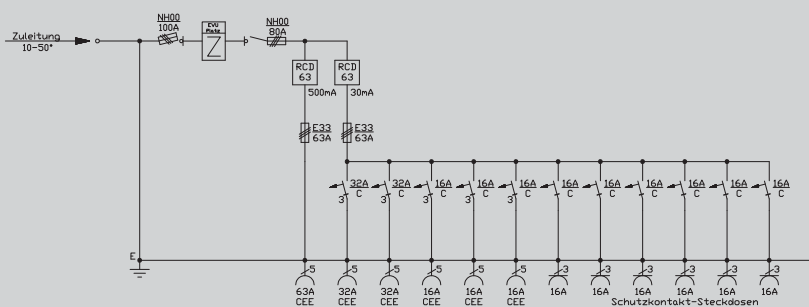 Zuleitung
10-50°
NH00
100A
EVU
Platz
Z
NH00
80A
RCD
63
500mA
RCD
63
30mA
E33
63A
E33
63A
32A
C
3
32A
C
3
16A
C
3
16A
C
3
16A
C
3
16A
C
16A
C
16A
C
16A
C
16A
C
16A
C
E
5
63A
CEE
5
32A
CEE
5
32A
CEE
5
16A
CEE
5
16A
CEE
5
16A
CEE
3
16A
3
16A
3
16A
3
16A
3
16A
3
16A
Schutzkontakt-Steckdosen